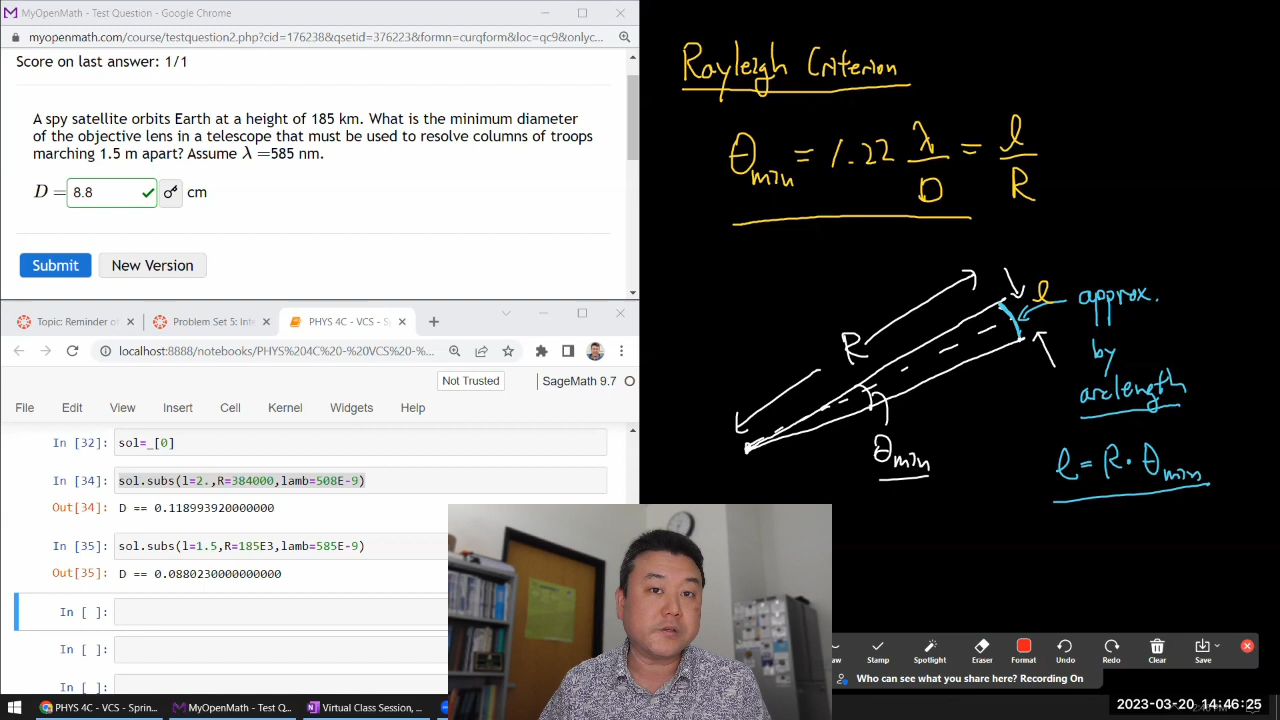 MyOpenMath - Test Question - Google Chrome
myopenmath.com/course/testquestion2.php?cid=176238&qsetid=376223&formn=curqform&loc=qc9&onlyc...
Score on last answer: 1/1
A spy satellite orbits Earth at a height of 185 km. What is the minimum diameter
of the objective lens in a telescope that must be used to resolve columns of troops
marching 1.5 m apart? Assume λ =585 nm.
D = 8.8 cm
Submit New Version
Topic: Reminder o
Problem Set 5: Int
PHYS 4C - VCS - S
localhost:8888/notebooks/PHYS%204C%20-%20VCS%20-%...
Not Trusted
SageMath 9.7
File Edit View Insert Cell Kernel Widgets Help
In [32]: sol=_[0]
In [34]: sol.subs(l=2.,R=384000,lamb=508E-9)
Out[34]: D == 0.118993920000000
In [35]: sol.subs(l=1.5,R=185E3,lamb=585E-9)
Out[35]: D == 0.0880230000000000
In [ ]:
In [ ]:
In [ ]:
Rayleigh Criterion
θmin = 1.22 λ/D = l/R
R
l
approx.
by
arclength
θmin
l = R · θmin
Stamp Spotlight Eraser Format Undo Redo Clear Save
Who can see what you share here? Recording On
PHYS 4C - VCS - Sprin...
MyOpenMath - Test Q...
Virtual Class Session, ...
2023-03-20 14:46:25